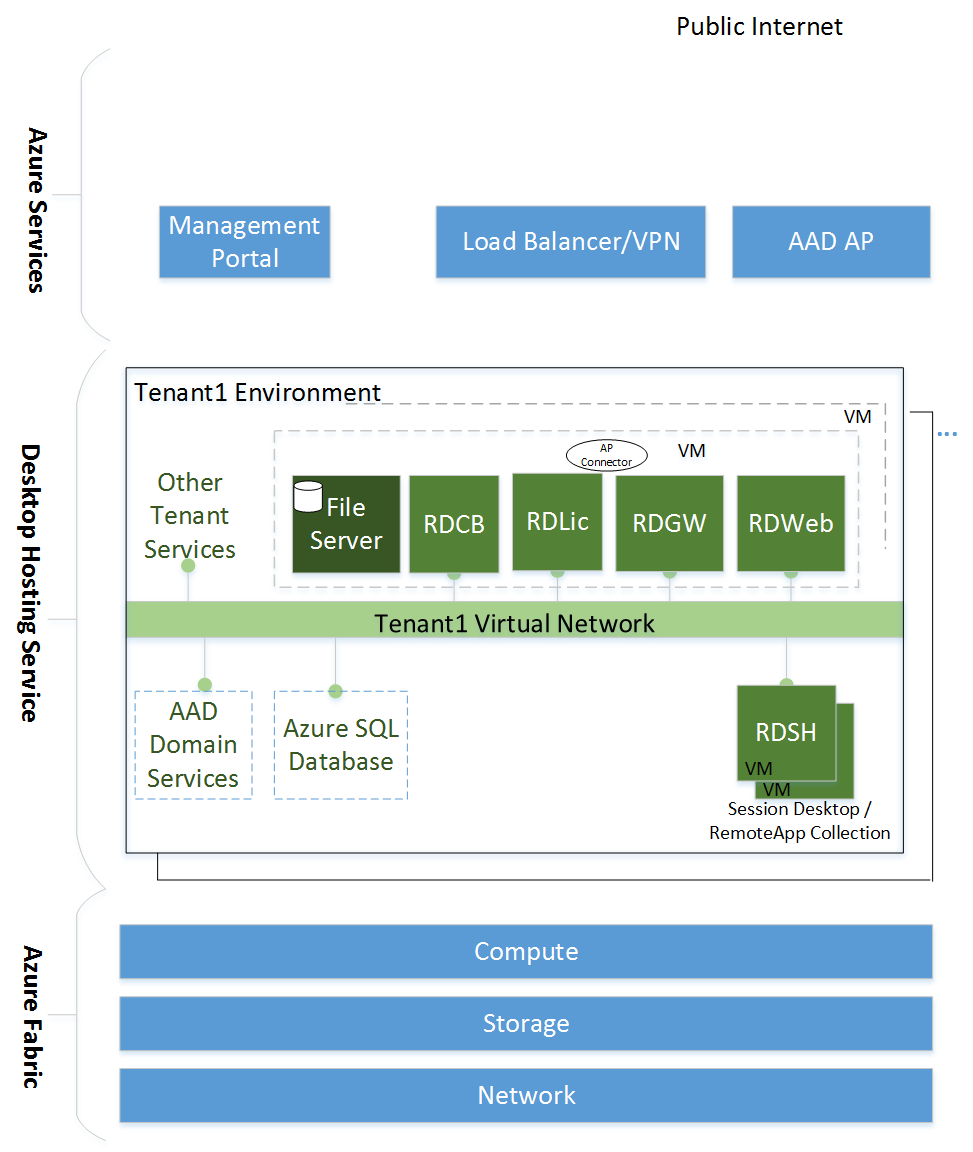 Public Internet
Azure Services
Management
Portal
Load Balancer/VPN
AAD AP
Desktop Hosting Service
Tenant1 Environment
VM
...
AP
Connector
VM
Other
Tenant
Services
File
Server
RDCB
RDLic
RDGW
RDWeb
Tenant1 Virtual Network
AAD
Domain
Services
Azure SQL
Database
RDSH
VM
VM
Session Desktop /
RemoteApp Collection
Azure Fabric
Compute
Storage
Network